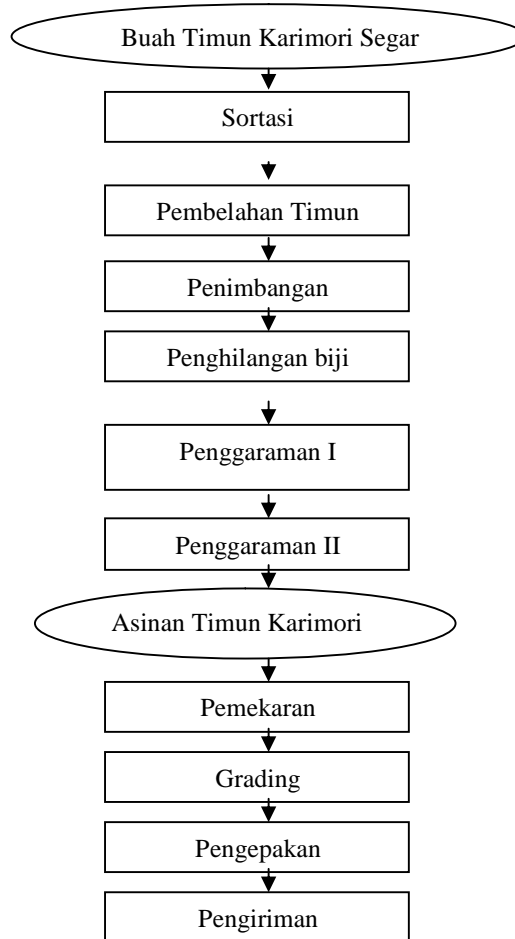 Buah Timun Karimori Segar
Sortasi
Pembelahan Timun
Penimbangan
Penghilangan biji
Penggaraman I
Penggaraman II
Asinan Timun Karimori
Pemekaran
Grading
Pengepakan
Pengiriman